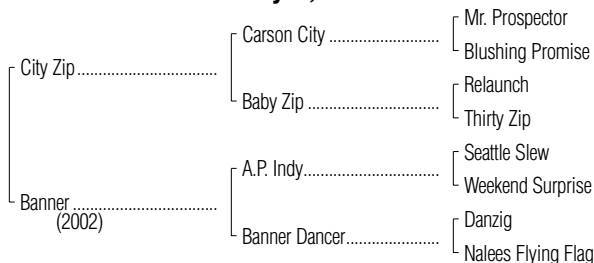 Mr. Prospector
Carson City
Blushing Promise
City Zip
Relaunch
Baby Zip
Thirty Zip
Seattle Slew
A.P. Indy
Weekend Surprise
Banner
(2002)
Danzig
Banner Dancer
Nalees Flying Flag